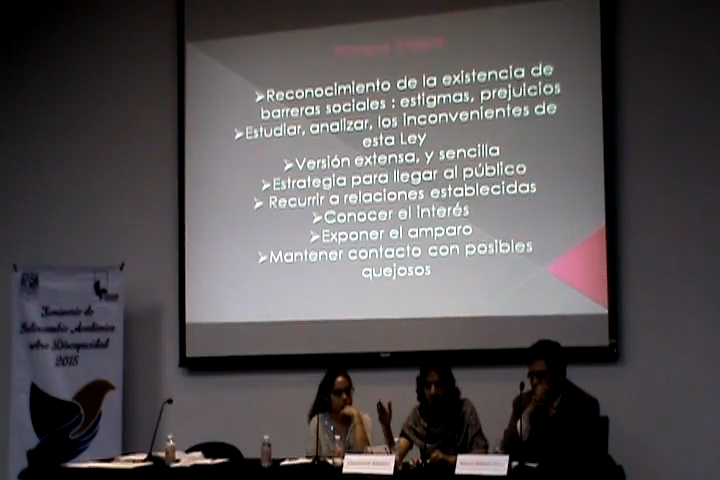 ➢Reconocimiento de la existencia de
barreras sociales : estigmas, prejuicios
➢Estudiar, analizar, los inconvenientes de
esta Ley
➢Versión extensa, y sencilla
➢Estrategia para llegar al público
➢ Recurrir a relaciones establecidas
➢Conocer el interés
➢Exponer el amparo
➢Mantener contacto con posibles
quejosos
Seminario de
Intercambio Académico
sobre Discapacidad
2015